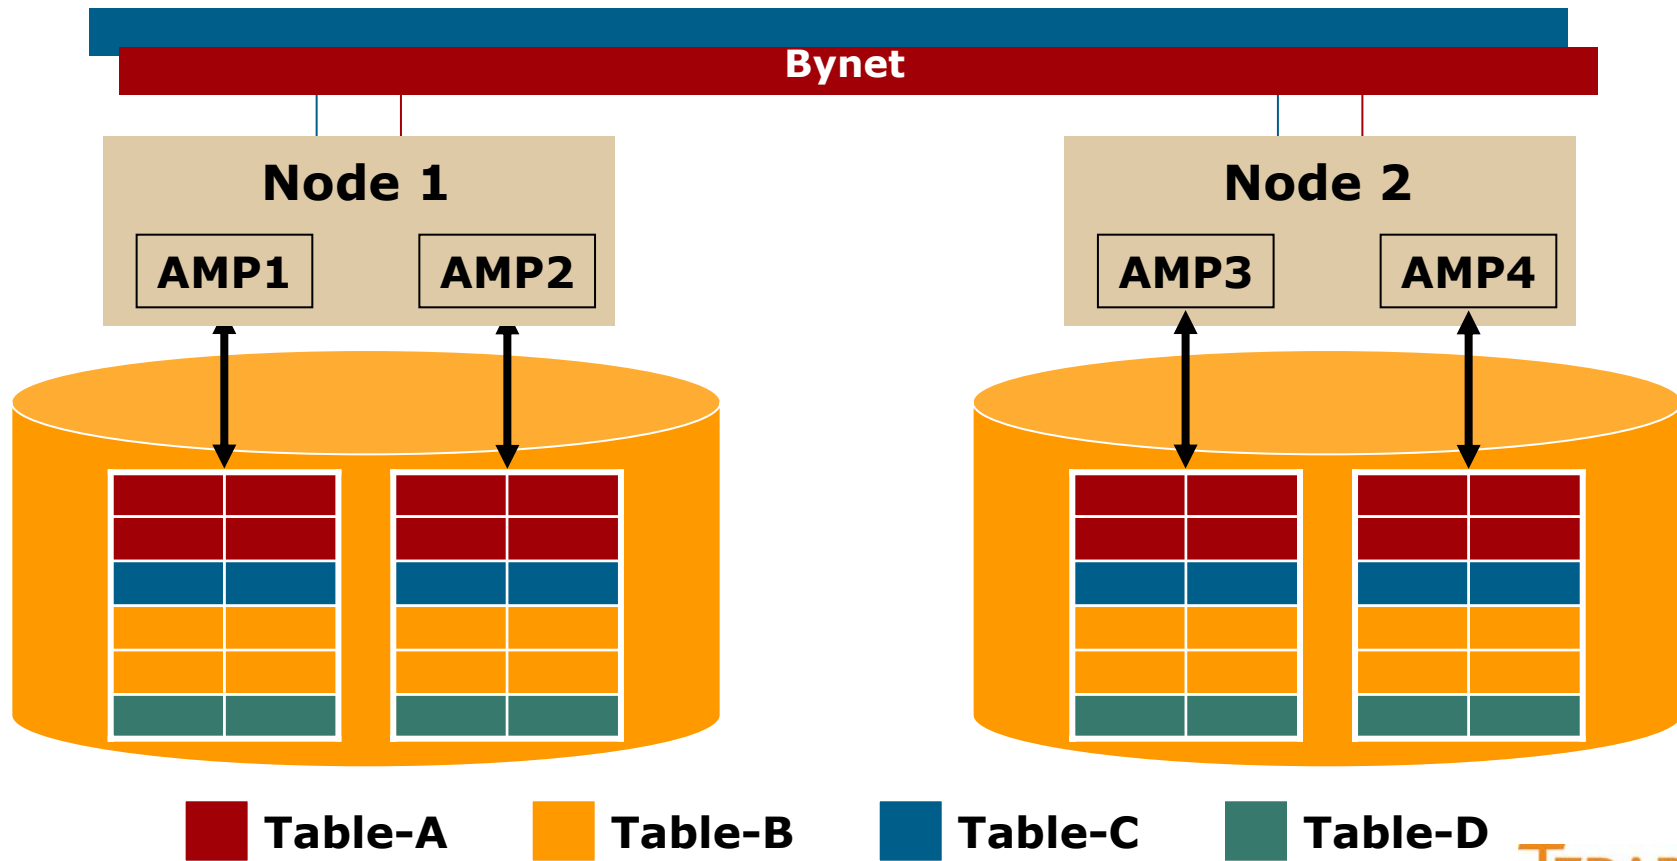 Bynet
Node 1
Node 2
AMP1
AMP2
AMP3
AMP4
Table-A
Table-B
Table-C
Table-D